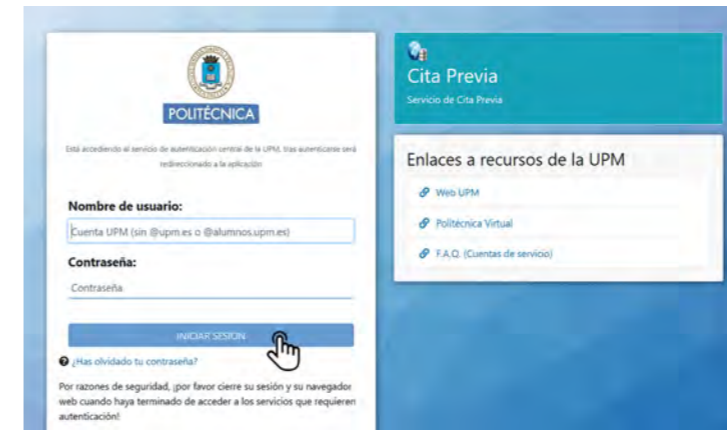 POLITÉCNICA
Está accediendo al servicio de autenticación central de la UPM, tras autenticarse será
redireccionado a la aplicación
Nombre de usuario:
Cuenta UPM (sin @upm.es o @alumnos.upm.es)
Contraseña:
Contraseña
INICIAR SESIÓN
¿Has olvidado tu contraseña?
Por razones de seguridad, ¡por favor cierre su sesión y su navegador
web cuando haya terminado de acceder a los servicios que requieren
autenticación!
Cita Previa
Servicio de Cita Previa
Enlaces a recursos de la UPM
Web UPM
Politécnica Virtual
F.A.Q. (Cuentas de servicio)